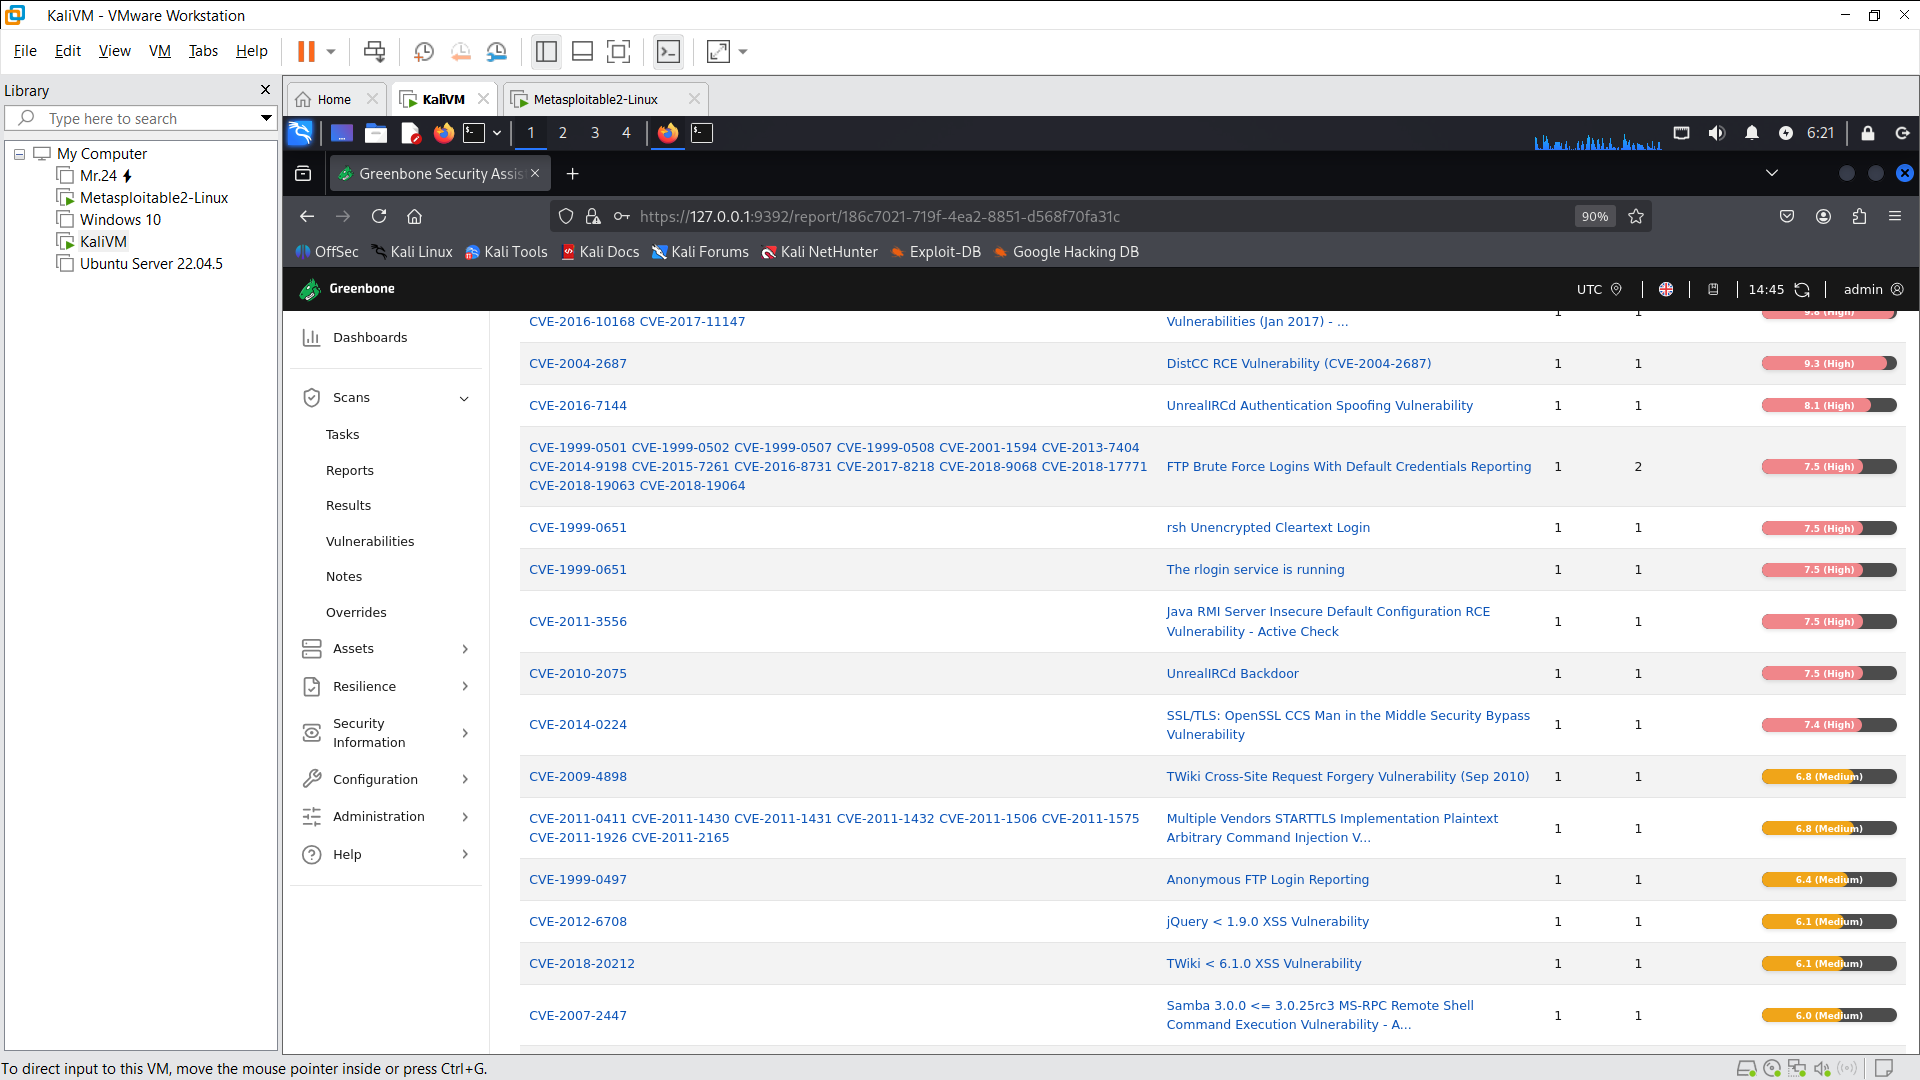 KaliVM - VMware Workstation
File Edit View VM Tabs Help
Library
Type here to search
My Computer
Mr.24
Metasploitable2-Linux
Windows 10
KaliVM
Ubuntu Server 22.04.5
Home
KaliVM
Metasploitable2-Linux
1 2 3 4
6:21
Greenbone Security Assis
https://127.0.0.1:9392/report/186c7021-719f-4ea2-8851-d568f70fa31c
90%
OffSec Kali Linux Kali Tools Kali Docs Kali Forums Kali NetHunter Exploit-DB Google Hacking DB
Greenbone
UTC
14:45
admin
Dashboards
Scans
Tasks
Reports
Results
Vulnerabilities
Notes
Overrides
Assets
Resilience
Security
Information
Configuration
Administration
Help
CVE-2016-10168 CVE-2017-11147
Vulnerabilities (Jan 2017) - ...
1 1 9.8 (High)
CVE-2004-2687 DistCC RCE Vulnerability (CVE-2004-2687) 1 1 9.3 (High)
CVE-2016-7144 UnrealIRCd Authentication Spoofing Vulnerability 1 1 8.1 (High)
CVE-1999-0501 CVE-1999-0502 CVE-1999-0507 CVE-1999-0508 CVE-2001-1594 CVE-2013-7404
CVE-2014-9198 CVE-2015-7261 CVE-2016-8731 CVE-2017-8218 CVE-2018-9068 CVE-2018-17771
CVE-2018-19063 CVE-2018-19064
FTP Brute Force Logins With Default Credentials Reporting 1 2 7.5 (High)
CVE-1999-0651 rsh Unencrypted Cleartext Login 1 1 7.5 (High)
CVE-1999-0651 The rlogin service is running 1 1 7.5 (High)
CVE-2011-3556
Java RMI Server Insecure Default Configuration RCE
Vulnerability - Active Check
1 1 7.5 (High)
CVE-2010-2075 UnrealIRCd Backdoor 1 1 7.5 (High)
CVE-2014-0224
SSL/TLS: OpenSSL CCS Man in the Middle Security Bypass
Vulnerability
1 1 7.4 (High)
CVE-2009-4898 TWiki Cross-Site Request Forgery Vulnerability (Sep 2010) 1 1 6.8 (Medium)
CVE-2011-0411 CVE-2011-1430 CVE-2011-1431 CVE-2011-1432 CVE-2011-1506 CVE-2011-1575
CVE-2011-1926 CVE-2011-2165
Multiple Vendors STARTTLS Implementation Plaintext
Arbitrary Command Injection V...
1 1 6.8 (Medium)
CVE-1999-0497 Anonymous FTP Login Reporting 1 1 6.4 (Medium)
CVE-2012-6708 jQuery < 1.9.0 XSS Vulnerability 1 1 6.1 (Medium)
CVE-2018-20212 TWiki < 6.1.0 XSS Vulnerability 1 1 6.1 (Medium)
CVE-2007-2447
Samba 3.0.0 <= 3.0.25rc3 MS-RPC Remote Shell
Command Execution Vulnerability - A...
1 1 6.0 (Medium)
To direct input to this VM, move the mouse pointer inside or press Ctrl+G.